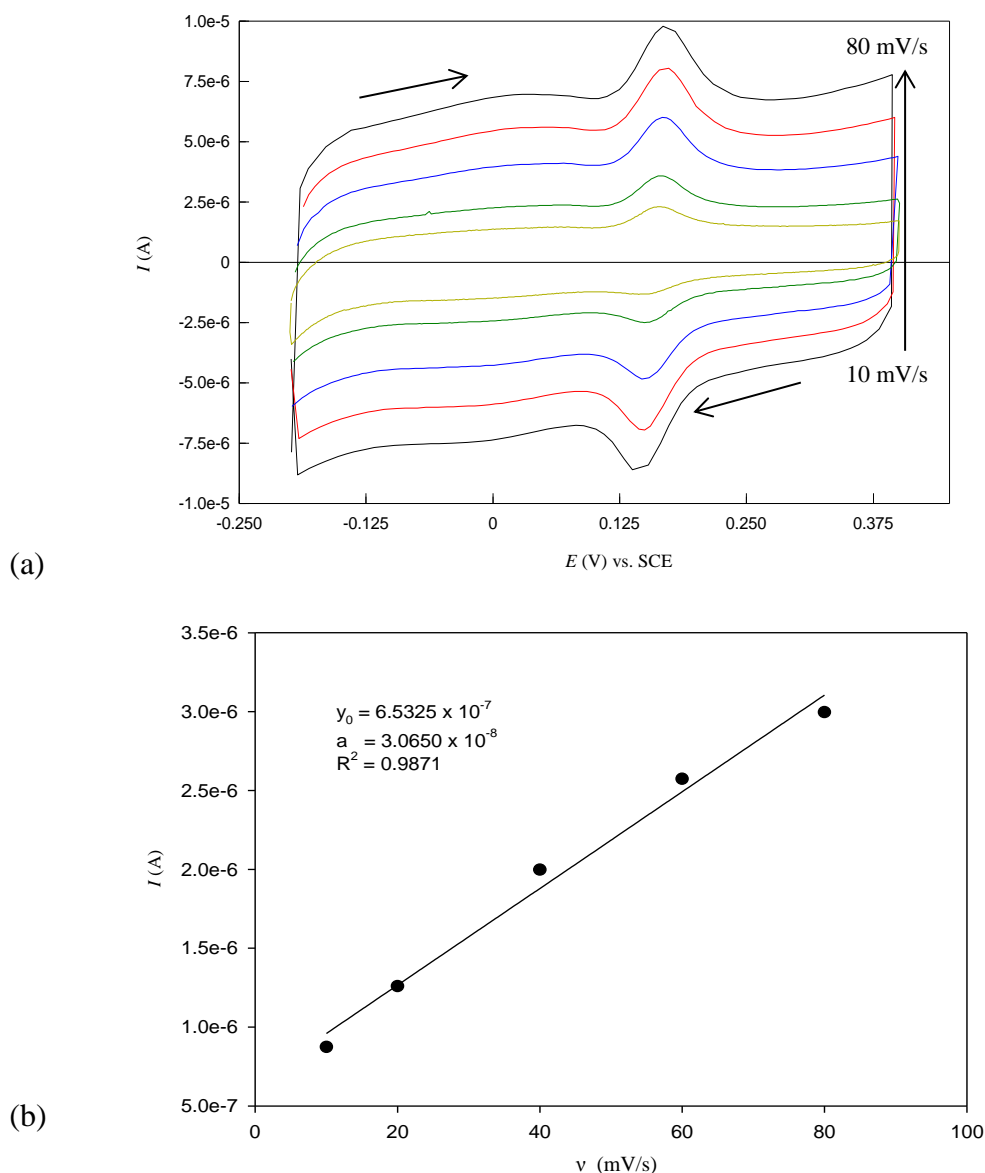 1.0e-5
7.5e-6
5.0e-6
2.5e-6
0
-2.5e-6
-5.0e-6
-7.5e-6
-1.0e-5
I (A)
80 mV/s
10 mV/s
-0.250
-0.125
0
0.125
0.250
0.375
E (V) vs. SCE
(a)
3.5e-6
3.0e-6
2.5e-6
2.0e-6
1.5e-6
1.0e-6
5.0e-7
I (A)
y₀ = 6.5325 x 10⁻⁷
a = 3.0650 x 10⁻⁸
R² = 0.9871
0
20
40
60
80
100
ν (mV/s)
(b)